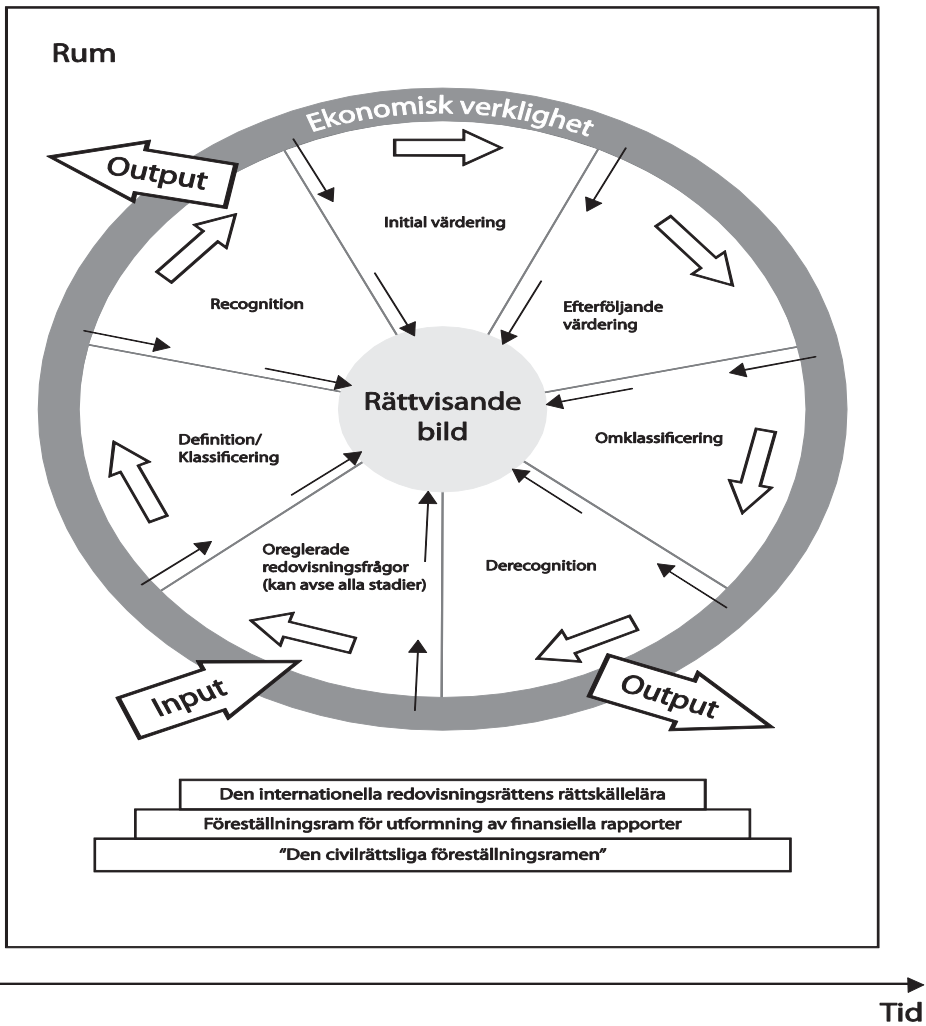 Rum
Ekonomisk verklighet
Output
Initial värdering
Recognition
Efterföljande
värdering
Rättvisande
bild
Definition/
Klassificering
Omklassificering
Oreglerade
redovisningsfrågor
(kan avse alla stadier)
Derecognition
Input
Output
Den internationella redovisningsrättens rättskällelära
Föreställningsram för utformning av finansiella rapporter
”Den civilrättsliga föreställningsramen”
Tid